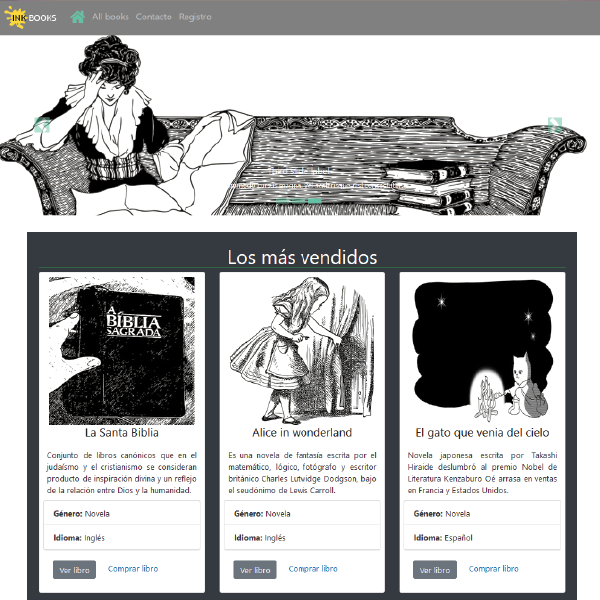 INK BOOKS
All books Contacto Registro
Los más vendidos
A
BÍBLIA
SAGRADA
La Santa Biblia
Conjunto de libros canónicos que en el
judaísmo y el cristianismo se consideran
producto de inspiración divina y un reflejo
de la relación entre Dios y la humanidad.
Género: Novela
Idioma: Inglés
Ver libro Comprar libro
Alice in wonderland
Es una novela de fantasía escrita por el
matemático, lógico, fotógrafo y escritor
británico Charles Lutwidge Dodgson, bajo
el seudónimo de Lewis Carroll.
Género: Novela
Idioma: Inglés
Ver libro Comprar libro
El gato que venia del cielo
Novela japonesa escrita por Takashi
Hiraide deslumbró al premio Nobel de
Literatura Kenzaburo Oé arrasa en ventas
en Francia y Estados Unidos.
Género: Novela
Idioma: Español
Ver libro Comprar libro